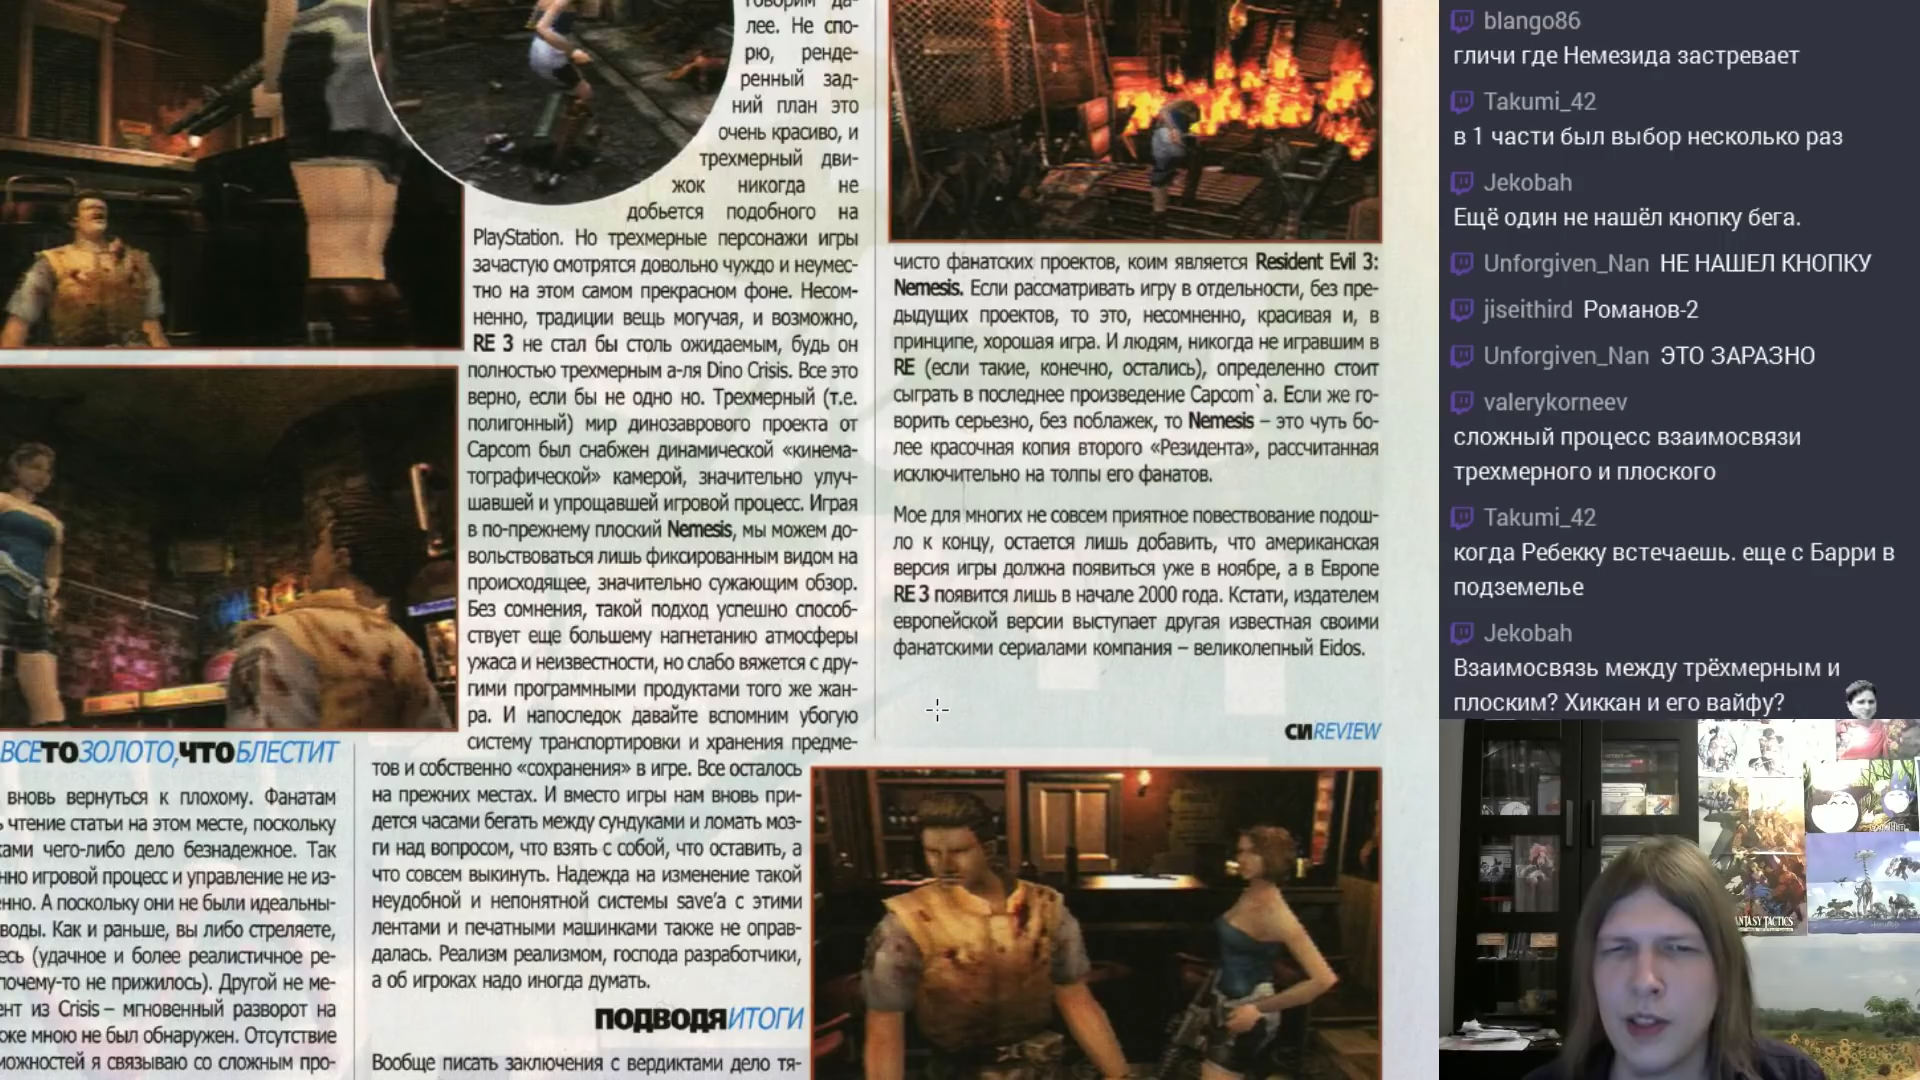 ВСЕТОЗОЛОТО,ЧТОБЛЕСТИТ
вновь вернуться к плохому. Фанатам
чтение статьи на этом месте, поскольку
чего-либо дело безнадежное. Так
игровой процесс и управление не из-
А поскольку они не были идеальны-
Как и раньше, вы либо стреляете,
(удачное и более реалистичное ре-
почему-то не прижилось). Другой не ме-
из Crisis – мгновенный разворот на
мною не был обнаружен. Отсутствие
я связываю со сложным про-
говорим да-
лее. Не спо-
рю, ренде-
ренный зад-
ний план это
очень красиво, и
трехмерный дви-
жок никогда не
добьется подобного на
PlayStation. Но трехмерные персонажи игры
зачастую смотрятся довольно чуждо и неумес-
тно на этом самом прекрасном фоне. Несом-
ненно, традиции вещь могучая, и возможно,
RE 3 не стал бы столь ожидаемым, будь он
полностью трехмерным а-ля Dino Crisis. Все это
верно, если бы не одно но. Трехмерный (т.е.
полигонный) мир динозаврового проекта от
Capcom был снабжен динамической «кинема-
тографической» камерой, значительно улуч-
шавшей и упрощавшей игровой процесс. Играя
в по-прежнему плоский Nemesis, мы можем до-
вольствоваться лишь фиксированным видом на
происходящее, значительно сужающим обзор.
Без сомнения, такой подход успешно способ-
ствует еще большему нагнетанию атмосферы
ужаса и неизвестности, но слабо вяжется с дру-
гими программными продуктами того же жан-
ра. И напоследок давайте вспомним убогую
систему транспортировки и хранения предме-
тов и собственно «сохранения» в игре. Все осталось
на прежних местах. И вместо игры нам вновь при-
дется часами бегать между сундуками и ломать моз-
ги над вопросом, что взять с собой, что оставить, а
что совсем выкинуть. Надежда на изменение такой
неудобной и непонятной системы save'а с этими
лентами и печатными машинками также не оправ-
далась. Реализм реализмом, господа разработчики,
а об игроках надо иногда думать.
ПОДВОДЯИТОГИ
Вообще писать заключения с вердиктами дело тя-
чисто фанатских проектов, коим является Resident Evil 3:
Nemesis. Если рассматривать игру в отдельности, без пре-
дыдущих проектов, то это, несомненно, красивая и, в
принципе, хорошая игра. И людям, никогда не игравшим в
RE (если такие, конечно, остались), определенно стоит
сыграть в последнее произведение Capcom`а. Если же го-
ворить серьезно, без поблажек, то Nemesis – это чуть бо-
лее красочная копия второго «Резидента», рассчитанная
исключительно на толпы его фанатов.
Мое для многих не совсем приятное повествование подош-
ло к концу, остается лишь добавить, что американская
версия игры должна появиться уже в ноябре, а в Европе
RE 3 появится лишь в начале 2000 года. Кстати, издателем
европейской версии выступает другая известная своими
фанатскими сериалами компания – великолепный Eidos.
СИREVIEW
blango86
гличи где Немезида застревает
Takumi_42
в 1 части был выбор несколько раз
Jekobah
Ещё один не нашёл кнопку бега.
Unforgiven_Nan НЕ НАШЕЛ КНОПКУ
jiseithird Романов-2
Unforgiven_Nan ЭТО ЗАРАЗНО
valerykorneev
сложный процесс взаимосвязи
трехмерного и плоского
Takumi_42
когда Ребекку встечаешь. еще с Барри в
подземелье
Jekobah
Взаимосвязь между трёхмерным и
плоским? Хиккан и его вайфу?
ANTASY TACTICS